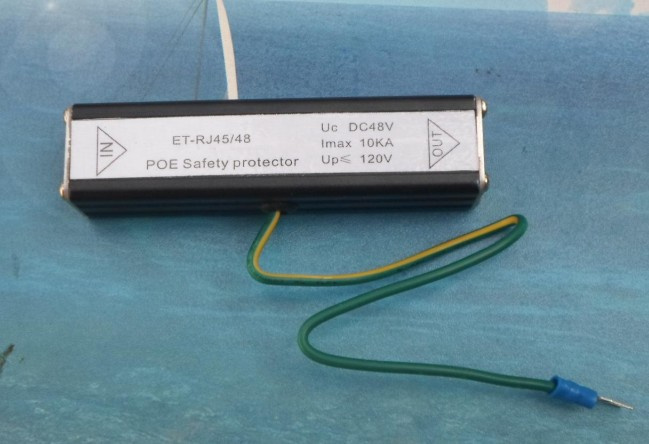 IN
ET-RJ45/48
POE Safety protector
Uc DC48V
Imax 10KA
Up≤ 120V
OUT